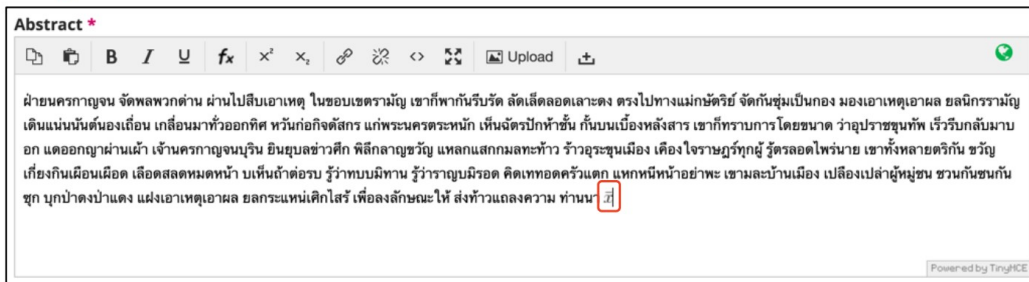 Abstract *
B I U fx x² x₂ <> Upload
ฝ่ายนครกาญจน จัดพลพวกด่าน ผ่านไปสืบเอาเหตุ ในขอบเขตรามัญ เขาก็พากันรีบรัด ลัดเล็ดลอดเลาะดง ตรงไปทางแม่กษัตริย์ จัดกันซุ่มเป็นกอง มองเอาเหตุเอาผล ยลนิกรรามัญ
เดินแน่นนันต์นองเถื่อน เกลื่อนมาทั่วออกทิศ หวันก่อกิจดัสกร แก่พระนครตระหนัก เห็นฉัตรปักห้าชั้น กั้นบนเบื้องหลังสาร เขาก็ทราบการโดยขนาด ว่าอุปราชขุนทัพ เร็วรีบกลับมาบ
อก แดออกญาผ่านเผ้า เจ้านครกาญจนบุริน ยินยุบลข่าวศึก พิลึกลาญขวัญ แหลกแสกกมลทะท้าว ร้าวอุระขุนเมือง เคืองใจราษฎร์ทุกผู้ รู้ตรลอดไพร่นาย เขาทั้งหลายตริกัน ขวัญ
เกี่ยงกินเผือนเผือด เลือดสลดหมดหน้า บเห็นถ้าต่อรบ รู้ว่าทบบมิทาน รู้ว่าราญบมิรอด คิดเททอดครัวแตก แหกหนีหน้าอย่าพะ เขามละบ้านเมือง เปลืองเปล่าผู้หมู่ชน ชวนกันซนกัน
ซุก บุกป่าดงป่าแดง แฝงเอาเหตุเอาผล ยลกระแหน่เศิกไสร้ เพื่อลงลักษณะให้ ส่งท้าวแถลงความ ท่านนา x̅
Powered by TinyMCE